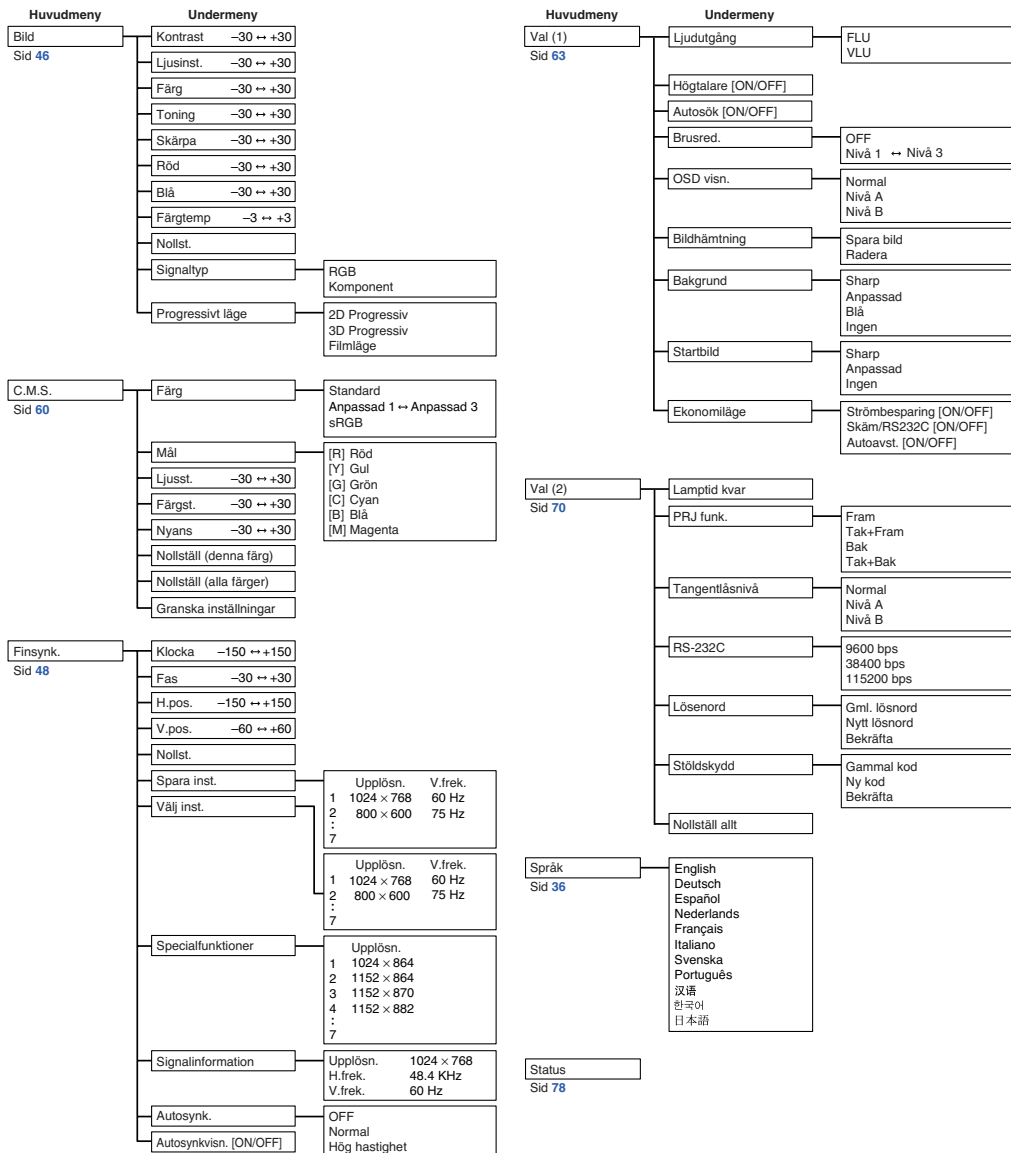 Huvudmeny Undermeny
Bild
Sid 46
Kontrast –30 ↔ +30
Ljusinst. –30 ↔ +30
Färg –30 ↔ +30
Toning –30 ↔ +30
Skärpa –30 ↔ +30
Röd –30 ↔ +30
Blå –30 ↔ +30
Färgtemp –3 ↔ +3
Nollst.
Signaltyp
RGB
Komponent
Progressivt läge
2D Progressiv
3D Progressiv
Filmläge
C.M.S.
Sid 60
Färg
Standard
Anpassad 1 ↔ Anpassad 3
sRGB
Mål
[R] Röd
[Y] Gul
[G] Grön
[C] Cyan
[B] Blå
[M] Magenta
Ljusst. –30 ↔ +30
Färgst. –30 ↔ +30
Nyans –30 ↔ +30
Nollställ (denna färg)
Nollställ (alla färger)
Granska inställningar
Finsynk.
Sid 48
Klocka –150 ↔ +150
Fas –30 ↔ +30
H.pos. –150 ↔ +150
V.pos. –60 ↔ +60
Nollst.
Spara inst.
Upplösn. V.frek.
1 1024 × 768 60 Hz
2 800 × 600 75 Hz
:
7
Välj inst.
Upplösn. V.frek.
1 1024 × 768 60 Hz
2 800 × 600 75 Hz
:
7
Specialfunktioner
Upplösn.
1 1024 × 864
2 1152 × 864
3 1152 × 870
4 1152 × 882
:
7
Signalinformation
Upplösn. 1024 × 768
H.frek. 48.4 KHz
V.frek. 60 Hz
Autosynk.
OFF
Normal
Hög hastighet
Autosynkvisn. [ON/OFF]
Huvudmeny Undermeny
Val (1)
Sid 63
Ljudutgång
FLU
VLU
Högtalare [ON/OFF]
Autosök [ON/OFF]
Brusred.
OFF
Nivå 1 ↔ Nivå 3
OSD visn.
Normal
Nivå A
Nivå B
Bildhämtning
Spara bild
Radera
Bakgrund
Sharp
Anpassad
Blå
Ingen
Startbild
Sharp
Anpassad
Ingen
Ekonomiläge
Strömbesparing [ON/OFF]
Skäm/RS232C [ON/OFF]
Autoavst. [ON/OFF]
Val (2)
Sid 70
Lamptid kvar
PRJ funk.
Fram
Tak+Fram
Bak
Tak+Bak
Tangentlåsnivå
Normal
Nivå A
Nivå B
RS-232C
9600 bps
38400 bps
115200 bps
Lösenord
Gml. lösnord
Nytt lösnord
Bekräfta
Stöldskydd
Gammal kod
Ny kod
Bekräfta
Nollställ allt
Språk
Sid 36
English
Deutsch
Español
Nederlands
Français
Italiano
Svenska
Português
汉语
한국어
日本語
Status
Sid 78